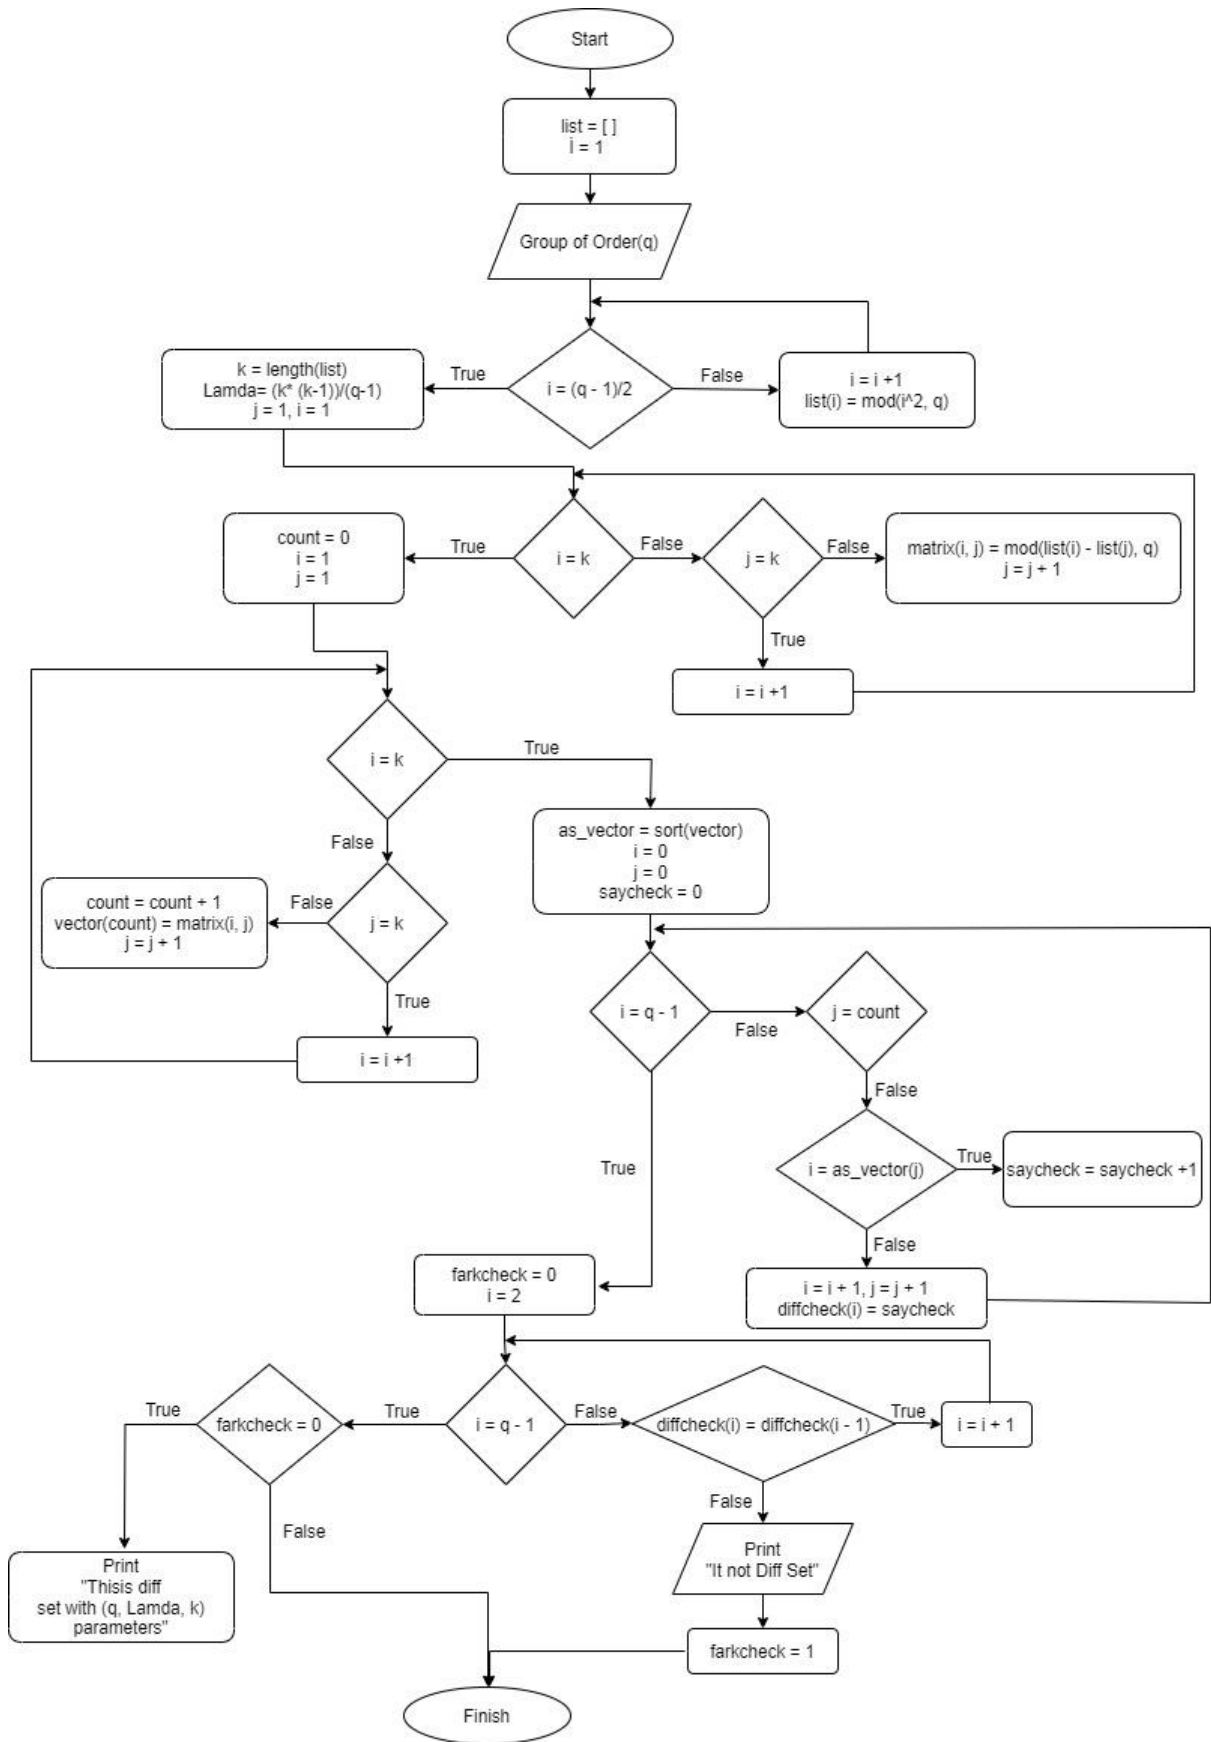 Start
list = [ ]
i = 1
Group of Order(q)
i = (q - 1)/2
True
False
k = length(list)
Lamda= (k* (k-1))/(q-1)
j = 1, i = 1
i = i +1
list(i) = mod(i^2, q)
count = 0
i = 1
j = 1
True
i = k
False
j = k
False
matrix(i, j) = mod(list(i) - list(j), q)
j = j + 1
True
i = i +1
i = k
True
False
as_vector = sort(vector)
i = 0
j = 0
saycheck = 0
count = count + 1
vector(count) = matrix(i, j)
j = j + 1
False
j = k
True
i = i +1
i = q - 1
False
j = count
False
True
i = as_vector(j)
True
saycheck = saycheck +1
False
farkcheck = 0
i = 2
i = i + 1, j = j + 1
diffcheck(i) = saycheck
True
farkcheck = 0
True
i = q - 1
False
diffcheck(i) = diffcheck(i - 1)
True
i = i + 1
False
False
Print
"Thisis diff
set with (q, Lamda, k)
parameters"
Print
"It not Diff Set"
farkcheck = 1
Finish